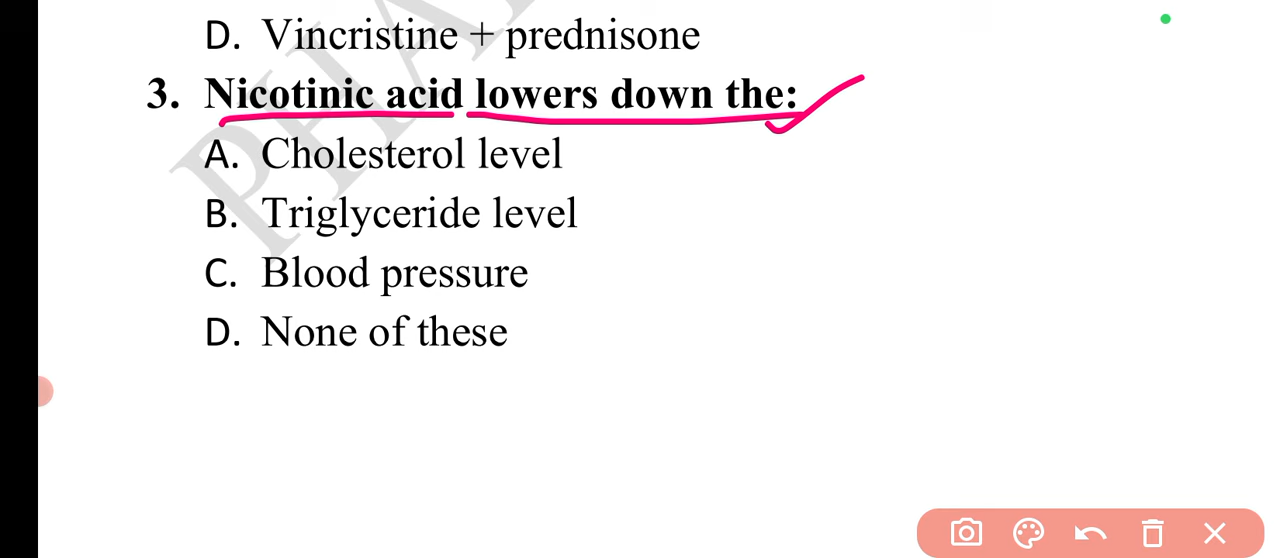 D. Vincristine + prednisone
3. Nicotinic acid lowers down the:
A. Cholesterol level
B. Triglyceride level
C. Blood pressure
D. None of these